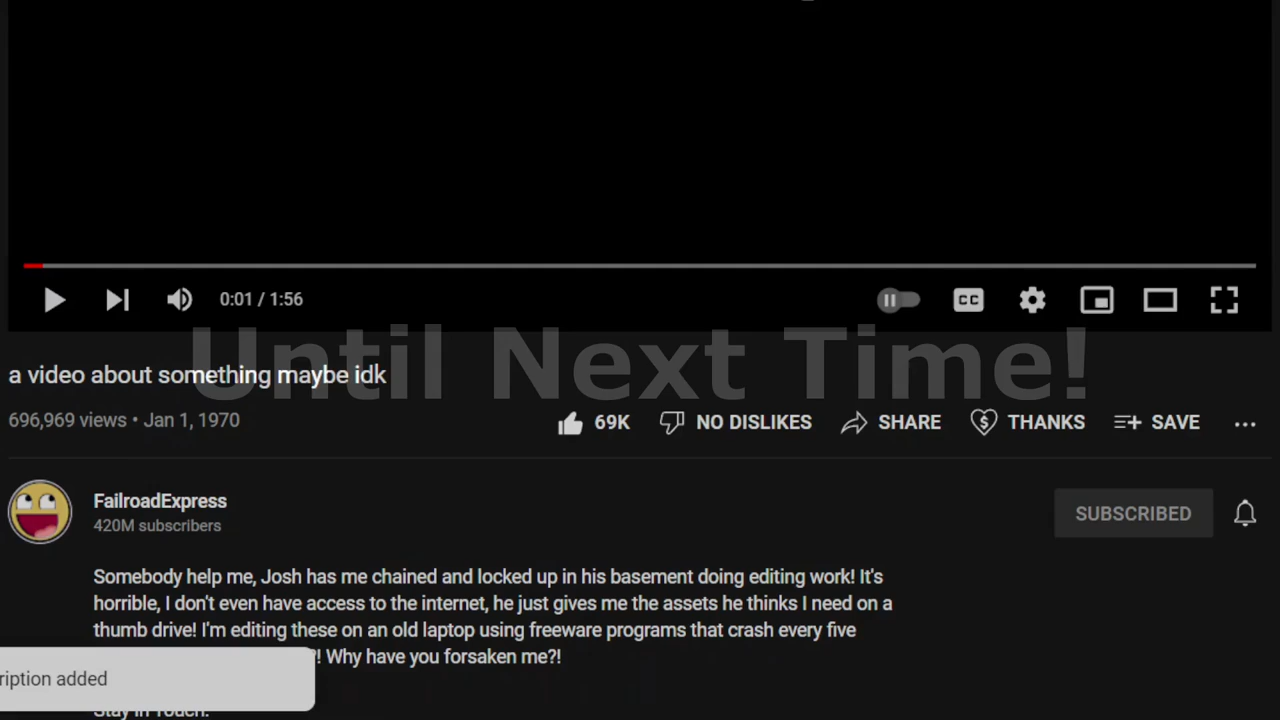 0:01 / 1:56
CC
Until Next Time!
a video about something maybe idk
696,969 views • Jan 1, 1970
69K NO DISLIKES SHARE THANKS SAVE
FailroadExpress
420M subscribers
SUBSCRIBED
Somebody help me, Josh has me chained and locked up in his basement doing editing work! It's
horrible, I don't even have access to the internet, he just gives me the assets he thinks I need on a
thumb drive! I'm editing these on an old laptop using freeware programs that crash every five
?! Why have you forsaken me?!
ription added
Stay in Touch: